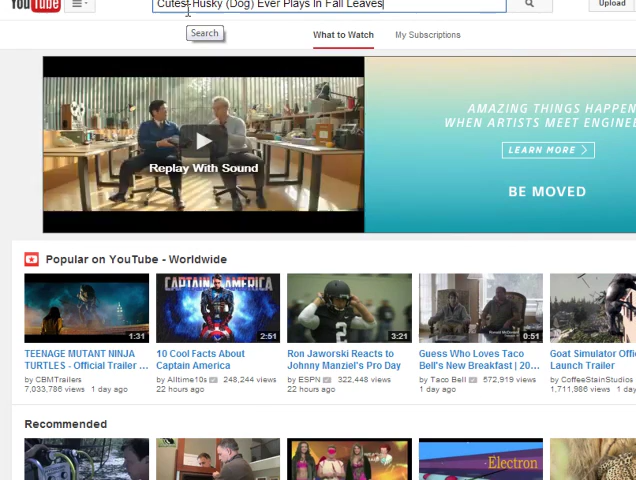 YouTube
Cutest Husky (Dog) Ever Plays In Fall Leaves
Upload
Search
What to Watch
My Subscriptions
AMAZING THINGS HAPPEN
WHEN ARTISTS MEET ENGINEE
LEARN MORE
BE MOVED
Replay With Sound
Popular on YouTube - Worldwide
1:31
CAPTAIN AMERICA
2:51
3:21
0:51
TEENAGE MUTANT NINJA
TURTLES - Official Trailer ...
by CBMTrailers
7,033,786 views 1 day ago
10 Cool Facts About
Captain America
by Alltime10s 248,244 views
22 hours ago
Ron Jaworski Reacts to
Johnny Manziel's Pro Day
by ESPN 322,448 views
22 hours ago
Guess Who Loves Taco
Bell's New Breakfast | 20...
by Taco Bell 572,919 views
1 day ago
Goat Simulator Offi
Launch Trailer
by CoffeeStainStudios
1,711,986 views 1 da
Recommended
Electron